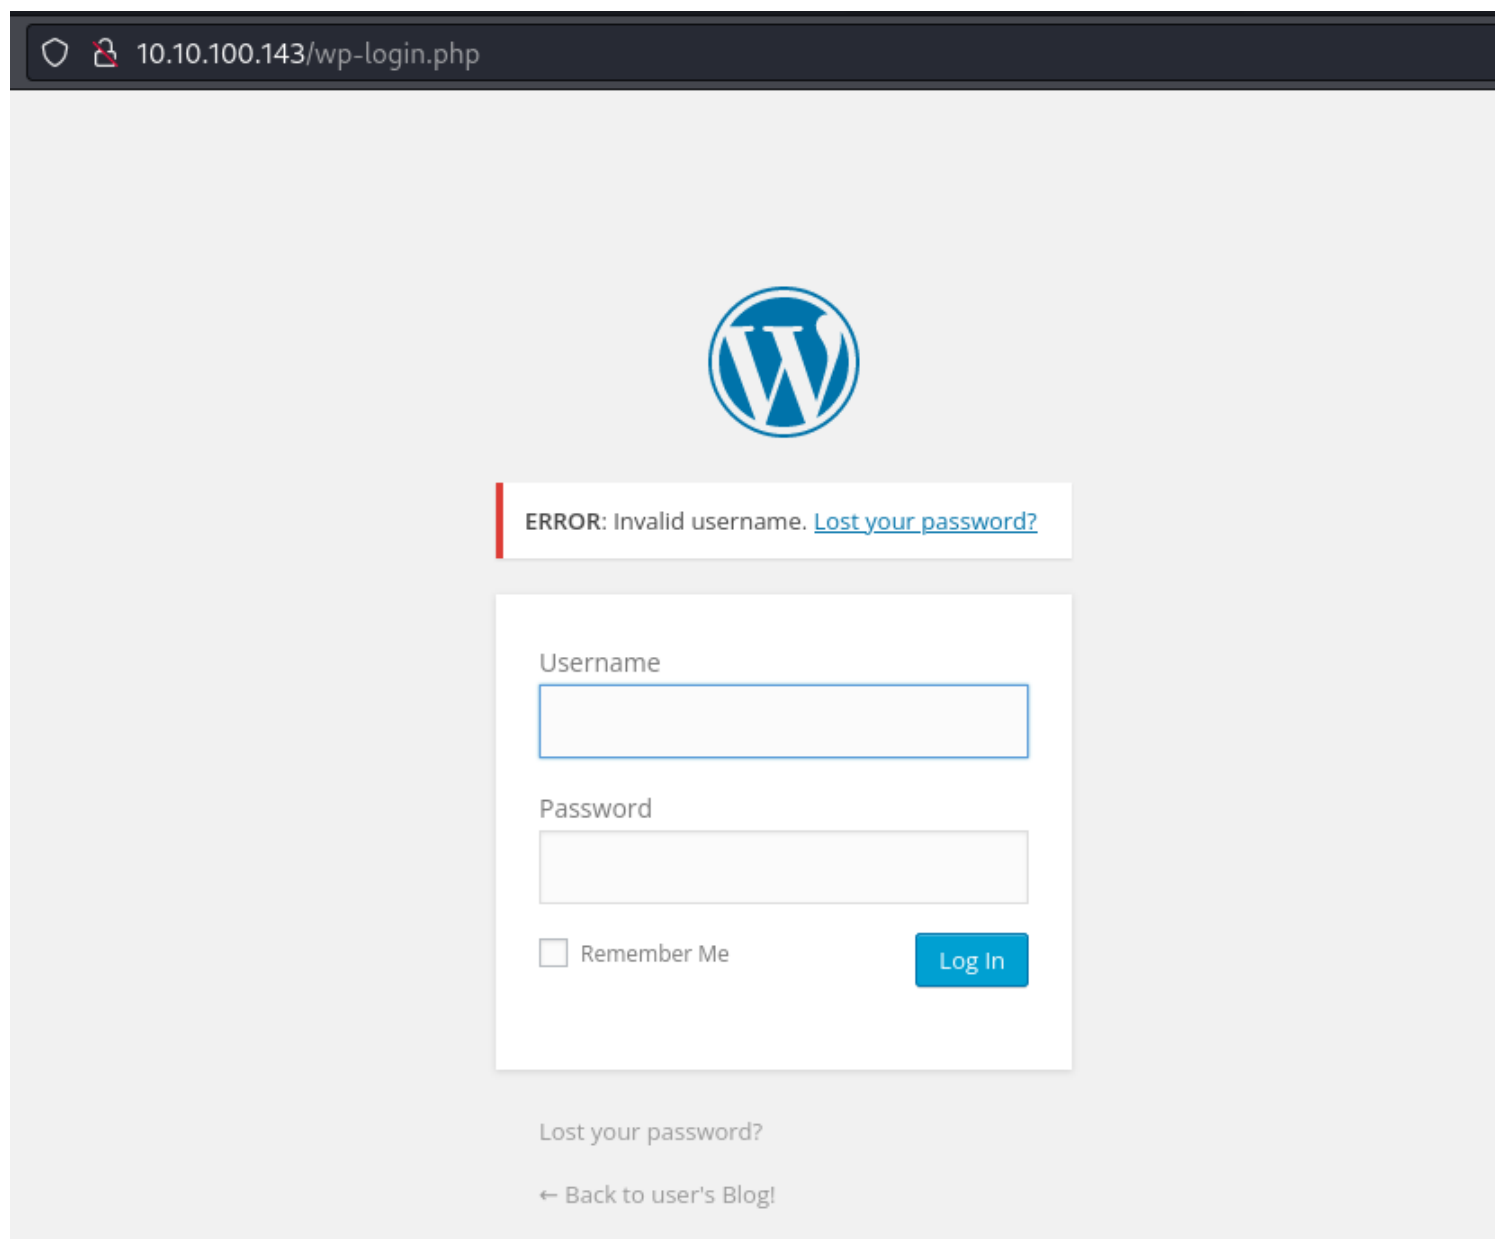 10.10.100.143/wp-login.php
ERROR: Invalid username. Lost your password?
Username
Password
Remember Me
Log In
Lost your password?
← Back to user's Blog!